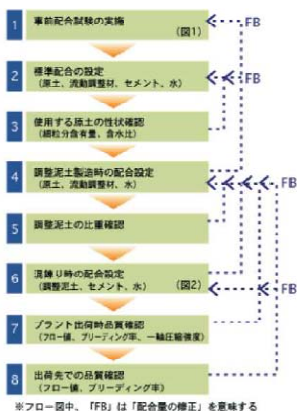 1 事前配合試験の実施
(図1)
FB
2 標準配合の設定
(原土、流動調整材、セメント、水)
FB
3 使用する原土の性状確認
(細粒分含有量、含水比)
4 調整泥土製造時の配合設定
(原土、流動調整材、水)
FB
5 調整泥土の比重確認
6 混練り時の配合設定
(調整泥土、セメント、水) (図2)
FB
7 プラント出荷時品質確認
(フロー値、ブリーディング率、一軸圧縮強度)
8 出荷先での品質確認
(フロー値、ブリーディング率)
※フロー図中、「FB」は「配合量の修正」を意味する